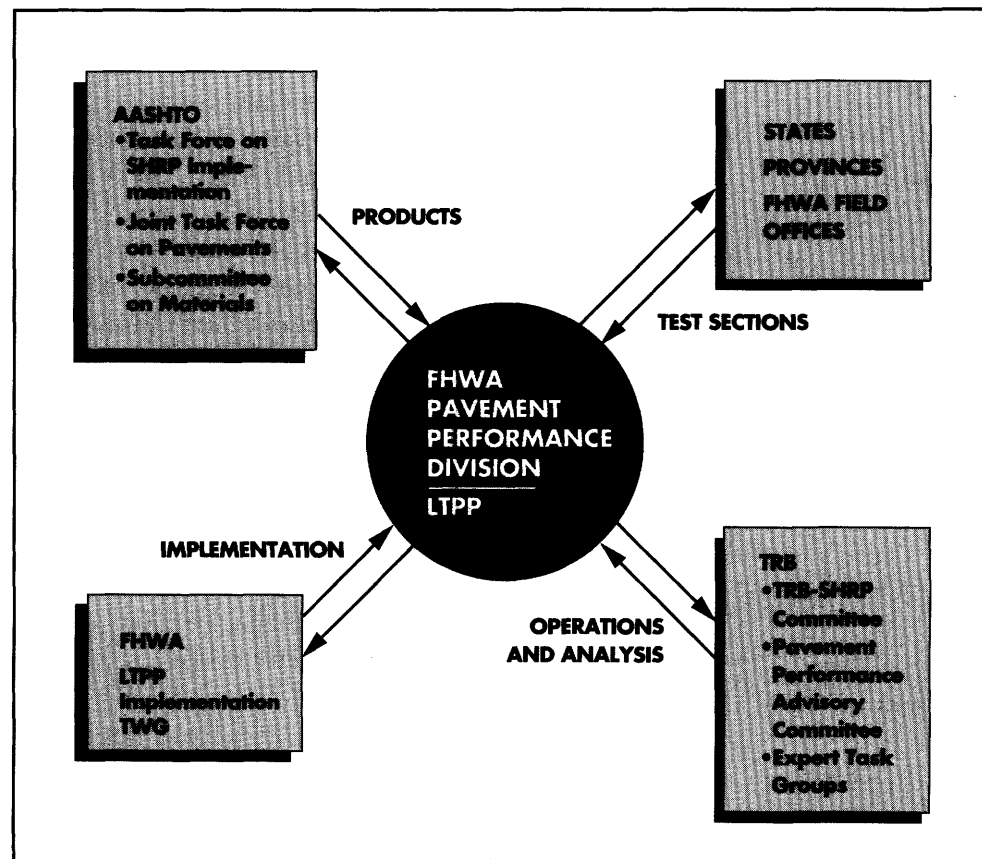 AASHTO
•Task Force on
SHRP Imple-
mentation
•Joint Task Force
on Pavements
•Subcommittee
on Materials
PRODUCTS
STATES
PROVINCES
FHWA FIELD
OFFICES
TEST SECTIONS
FHWA
PAVEMENT
PERFORMANCE
DIVISION
LTPP
IMPLEMENTATION
FHWA
LTPP
Implementation
TWG
OPERATIONS
AND ANALYSIS
TRB
•TRB-SHRP
Committee
•Pavement
Performance
Advisory
Committee
•Expert Task
Groups